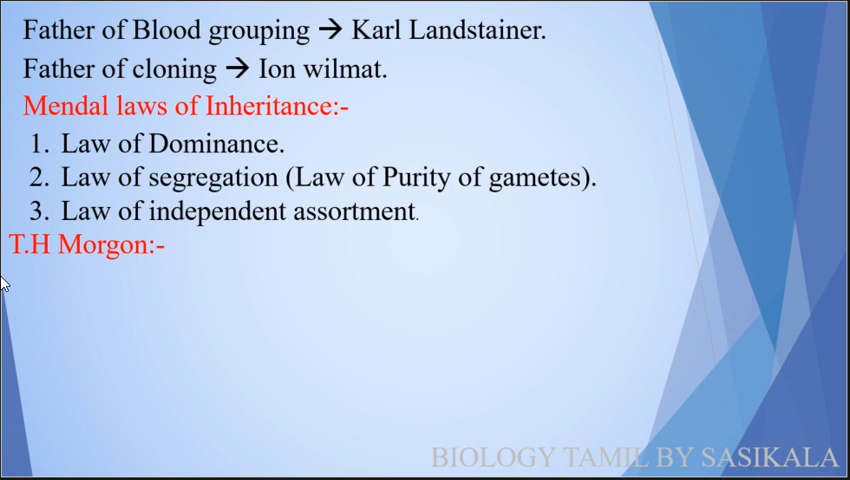 Father of Blood grouping → Karl Landstainer.
Father of cloning → Ion wilmat.
Mendal laws of Inheritance:-
1. Law of Dominance.
2. Law of segregation (Law of Purity of gametes).
3. Law of independent assortment.
T.H Morgon:-
BIOLOGY TAMIL BY SASIKALA